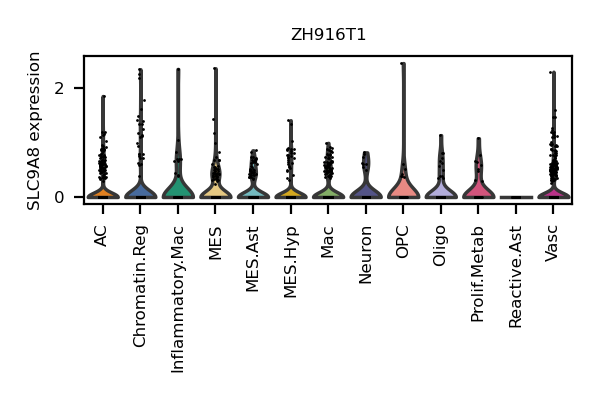 ZH916T1
SLC9A8 expression
2
0
AC
Chromatin.Reg
Inflammatory.Mac
MES
MES.Ast
MES.Hyp
Mac
Neuron
OPC
Oligo
Prolif.Metab
Reactive.Ast
Vasc